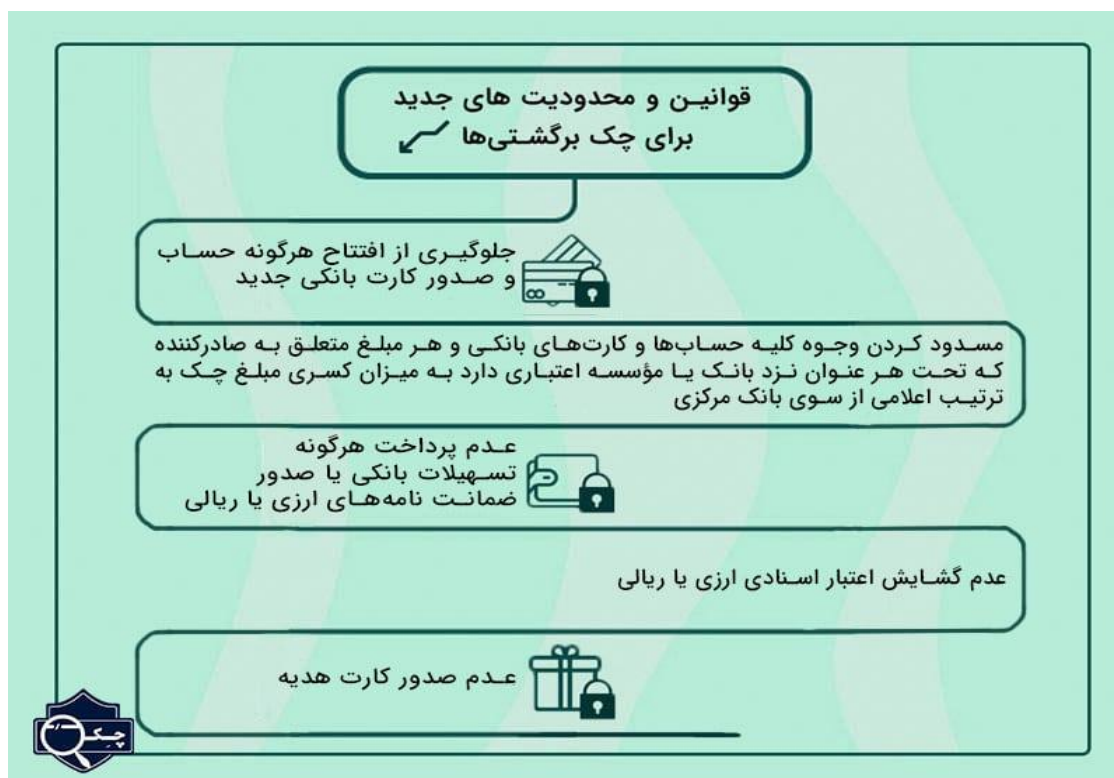 قوانین و محدودیت های جدید
برای چک برگشتی‌ها
جلوگیری از افتتاح هرگونه حساب
و صدور کارت بانکی جدید
مسدود کردن وجوه کلیه حساب‌ها و کارت‌های بانکی و هر مبلغ متعلق به صادرکننده
که تحت هر عنوان نزد بانک یا مؤسسه اعتباری دارد به میزان کسری مبلغ چک به
ترتیب اعلامی از سوی بانک مرکزی
عدم پرداخت هرگونه
تسهیلات بانکی یا صدور
ضمانت نامه‌های ارزی یا ریالی
عدم گشایش اعتبار اسنادی ارزی یا ریالی
عدم صدور کارت هدیه
چک